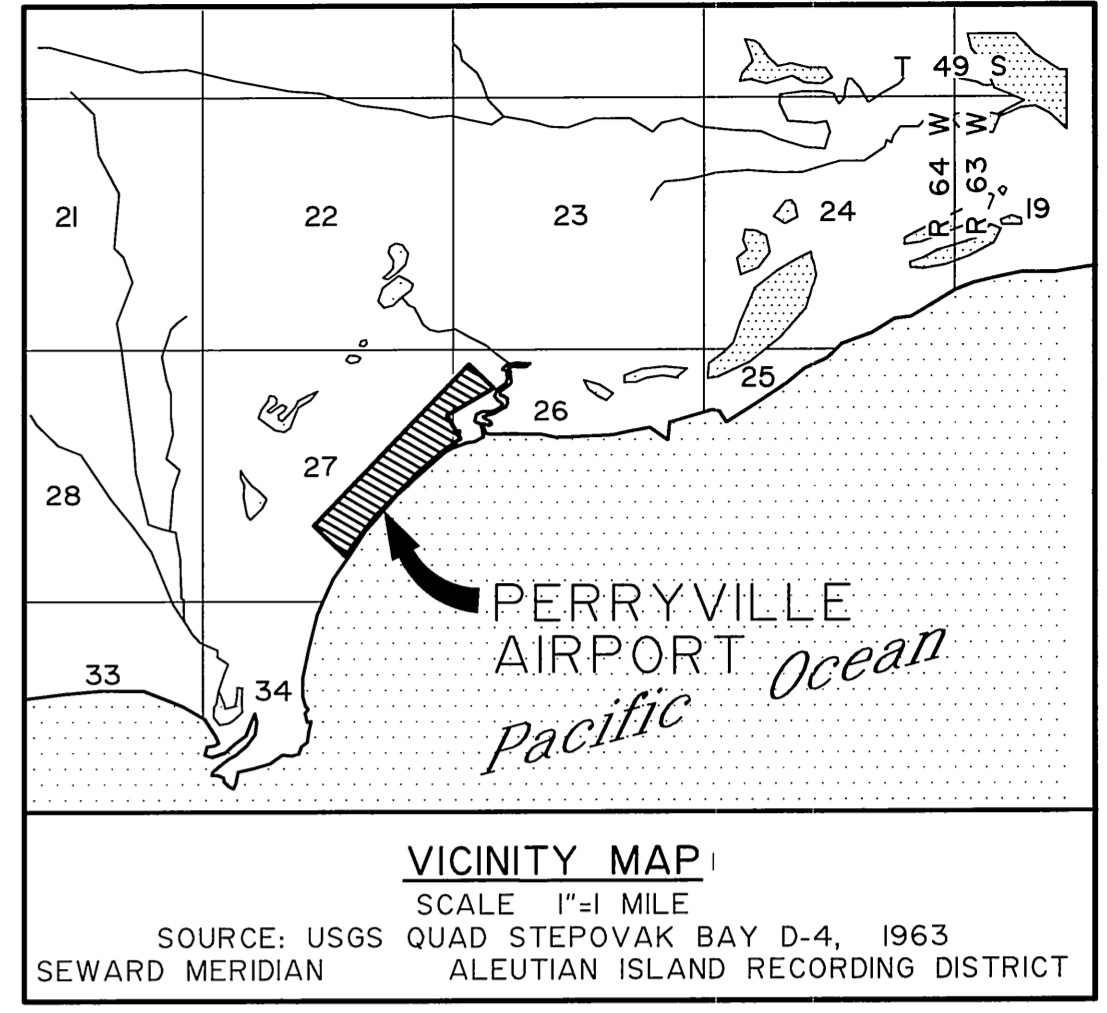 T 49 S
R 64 W
R 63 W
21
22
23
24
19
25
26
27
28
PERRYVILLE
AIRPORT
Pacific Ocean
33
34
VICINITY MAP
SCALE 1"=1 MILE
SOURCE: USGS QUAD STEPOVAK BAY D-4, 1963
SEWARD MERIDIAN ALEUTIAN ISLAND RECORDING DISTRICT